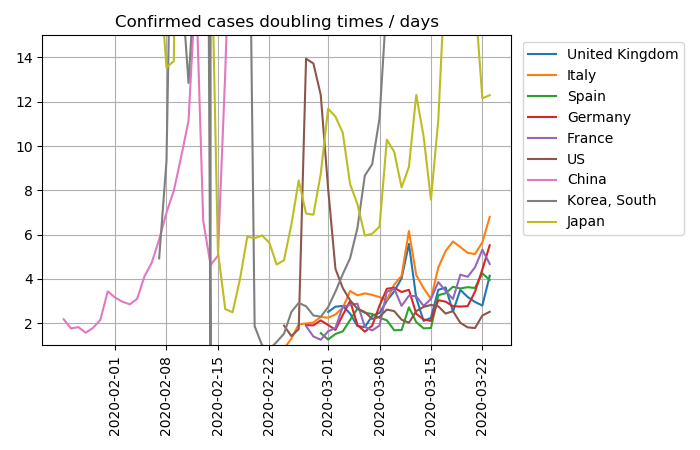 Confirmed cases doubling times / days
14
12
10
8
6
4
2
2020-02-01
2020-02-08
2020-02-15
2020-02-22
2020-03-01
2020-03-08
2020-03-15
2020-03-22
United Kingdom
Italy
Spain
Germany
France
US
China
Korea, South
Japan